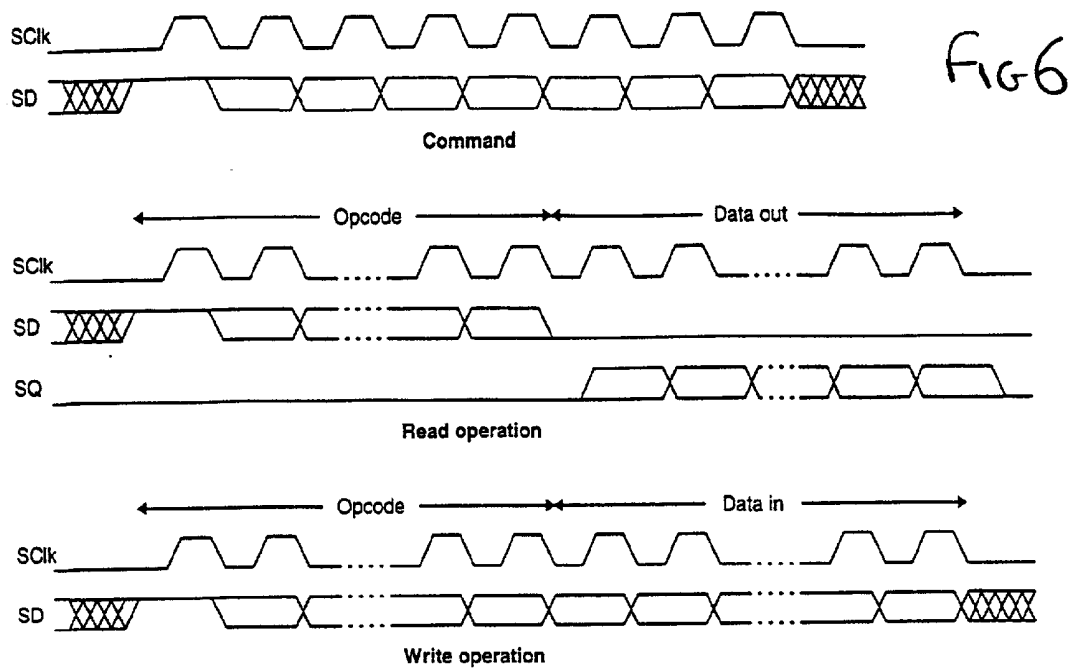 SClk
FIG6
SD
Command
Opcode
Data out
SClk
SD
SQ
Read operation
Opcode
Data in
SClk
SD
Write operation